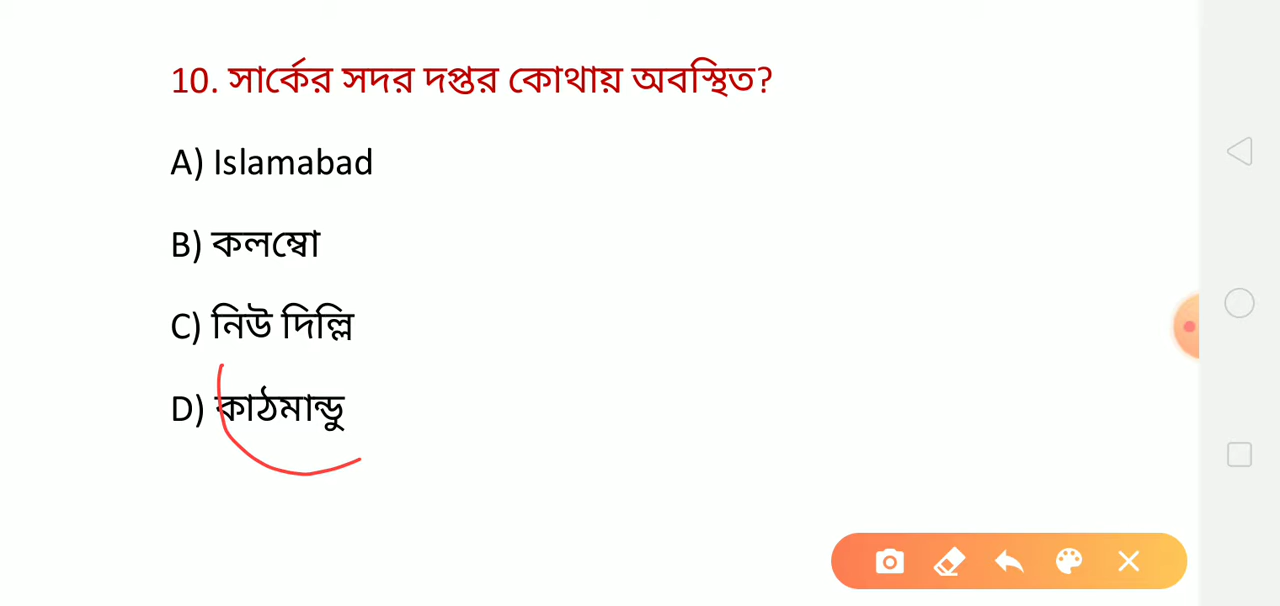 10. সার্কের সদর দপ্তর কোথায় অবস্থিত?
A) Islamabad
B) কলম্বো
C) নিউ দিল্লি
D) কাঠমান্ডু